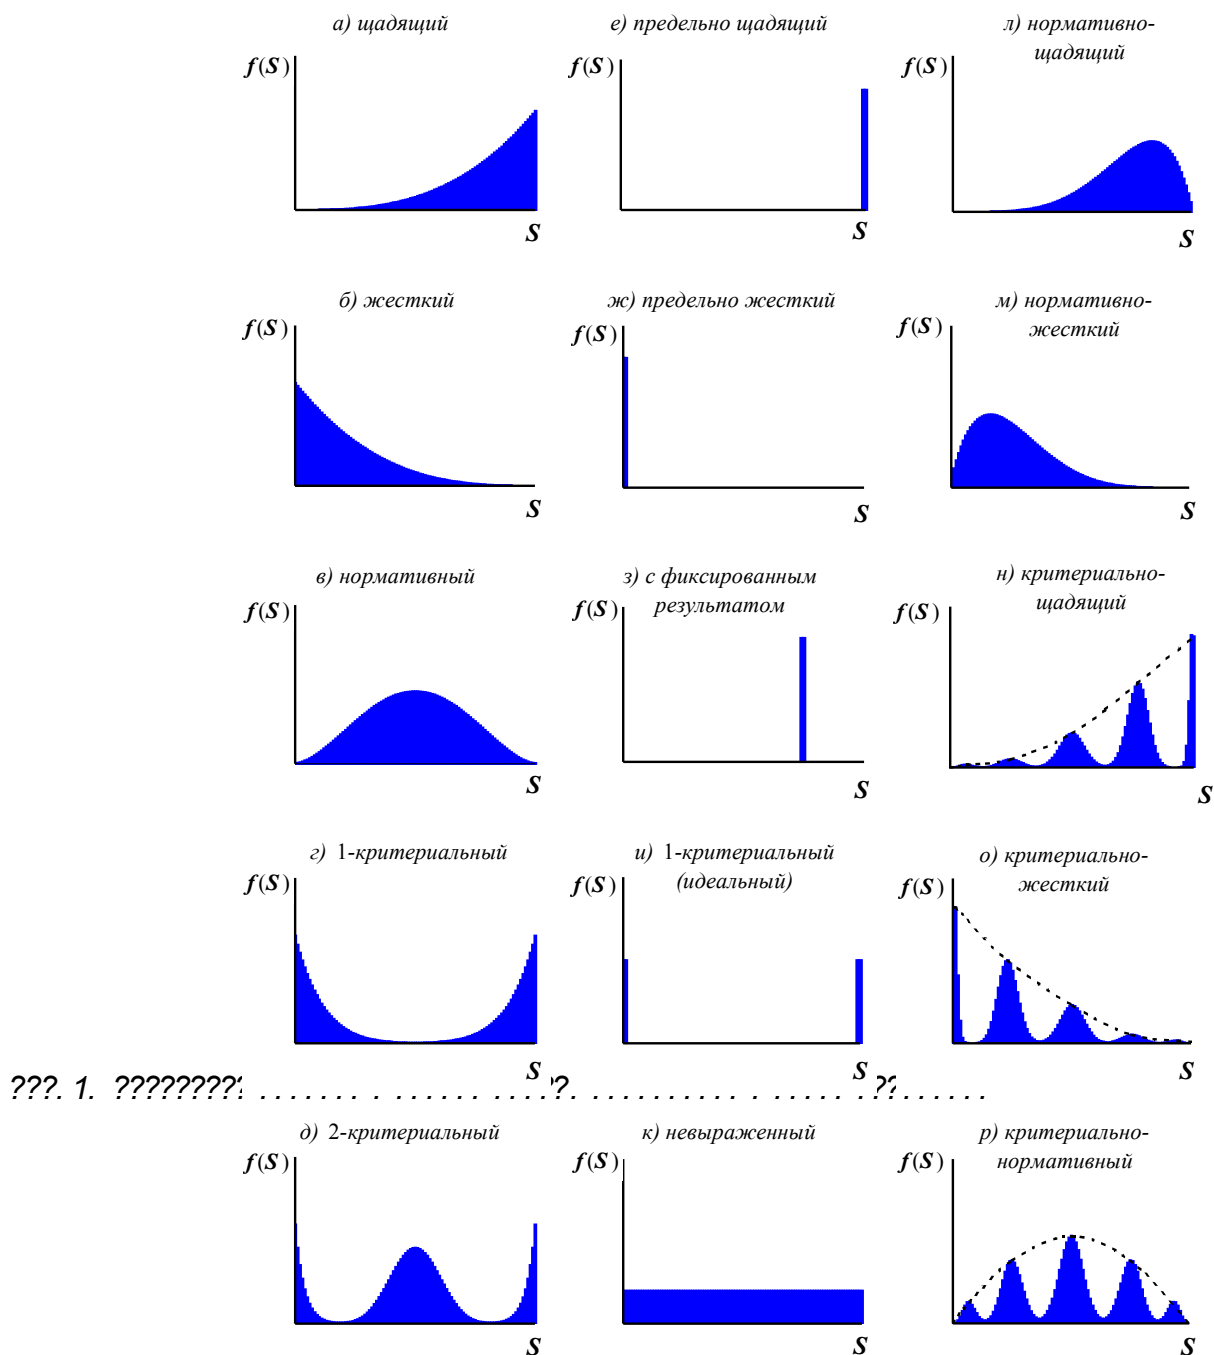 а) щадящий
е) предельно щадящий
л) нормативно-
щадящий
f(S)
f(S)
f(S)
S
S
S
б) жесткий
ж) предельно жесткий
м) нормативно-
жесткий
f(S)
f(S)
f(S)
S
S
S
в) нормативный
з) с фиксированным
результатом
н) критериально-
щадящий
f(S)
f(S)
f(S)
S
S
S
г) 1-критериальный
и) 1-критериальный
(идеальный)
о) критериально-
жесткий
f(S)
f(S)
f(S)
S
S
S
???. 1. ?????????
д) 2-критериальный
к) невыраженный
р) критериально-
нормативный
f(S)
f(S)
f(S)
S
S
S